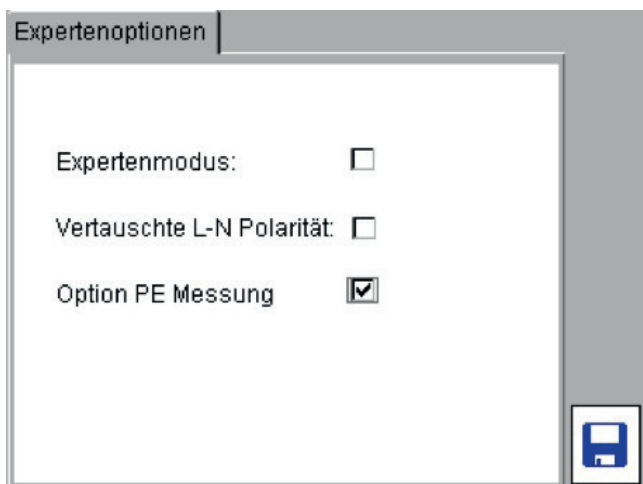 Expertenoptionen
Expertenmodus:
Vertauschte L-N Polarität:
Option PE Messung